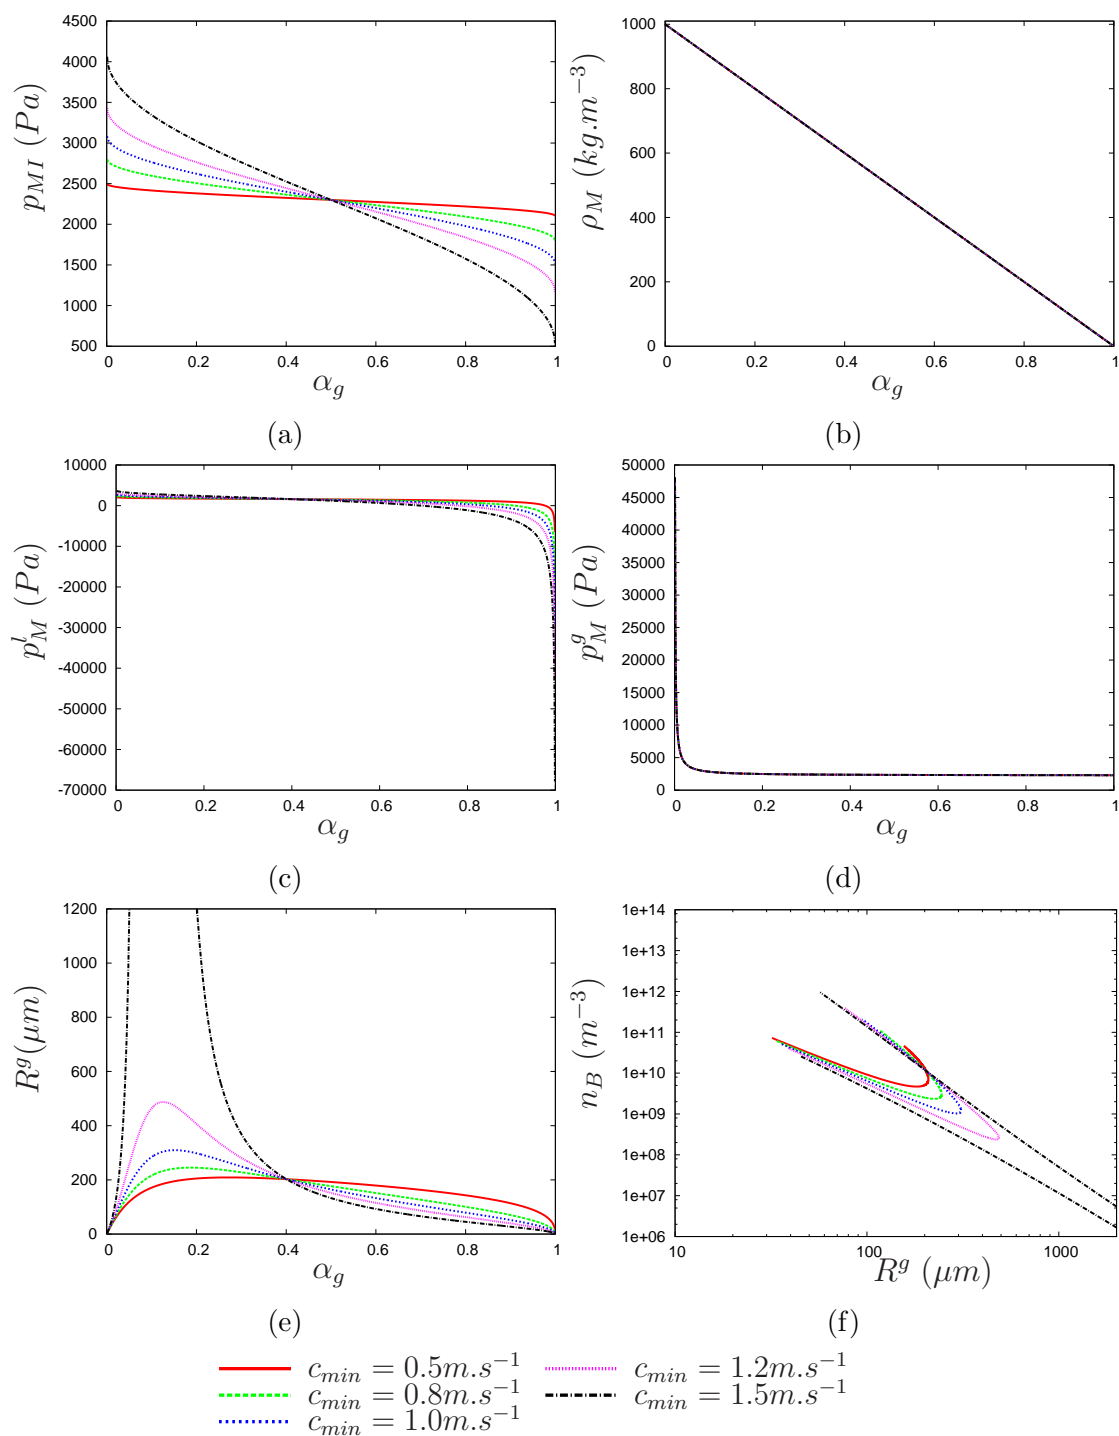 4500
4000
3500
3000
2500
2000
1500
1000
500
0 0.2 0.4 0.6 0.8 1
p_{MI} (Pa)
α_g
(a)
1000
800
600
400
200
0
0 0.2 0.4 0.6 0.8 1
ρ_M (kg.m^{-3})
α_g
(b)
10000
0
-10000
-20000
-30000
-40000
-50000
-60000
-70000
0 0.2 0.4 0.6 0.8 1
p^l_M (Pa)
α_g
(c)
50000
45000
40000
35000
30000
25000
20000
15000
10000
5000
0
0 0.2 0.4 0.6 0.8 1
p^g_M (Pa)
α_g
(d)
1200
1000
800
600
400
200
0
0 0.2 0.4 0.6 0.8 1
R^g(μm)
α_g
(e)
1e+14
1e+13
1e+12
1e+11
1e+10
1e+09
1e+08
1e+07
1e+06
10 100 1000
n_B (m^{-3})
R^g (μm)
(f)
c_{min} = 0.5m.s^{-1}
c_{min} = 0.8m.s^{-1}
c_{min} = 1.0m.s^{-1}
c_{min} = 1.2m.s^{-1}
c_{min} = 1.5m.s^{-1}